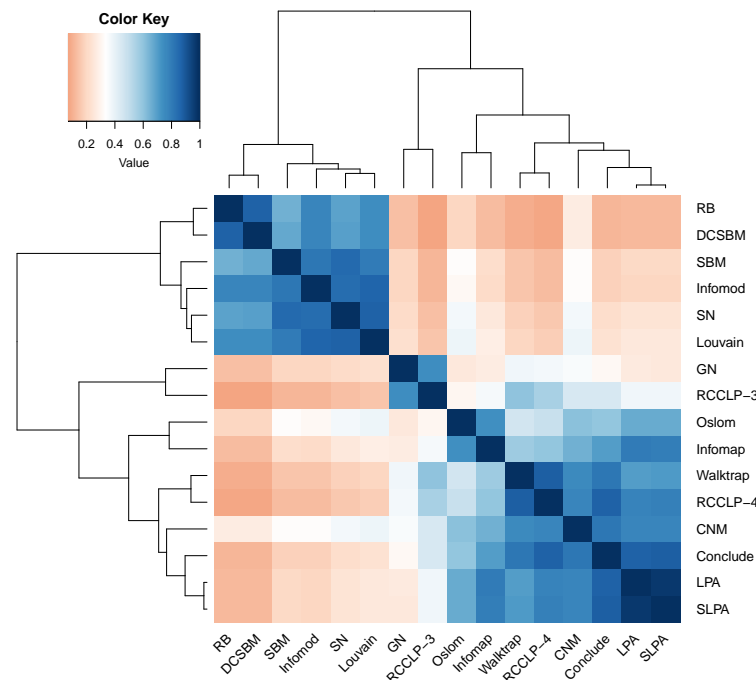 Color Key
0.2 0.4 0.6 0.8 1
Value
RB
DCSBM
SBM
Infomod
SN
Louvain
GN
RCCLP−3
Oslom
Infomap
Walktrap
RCCLP−4
CNM
Conclude
LPA
SLPA
RB
DCSBM
SBM
Infomod
SN
Louvain
GN
RCCLP−3
Oslom
Infomap
Walktrap
RCCLP−4
CNM
Conclude
LPA
SLPA